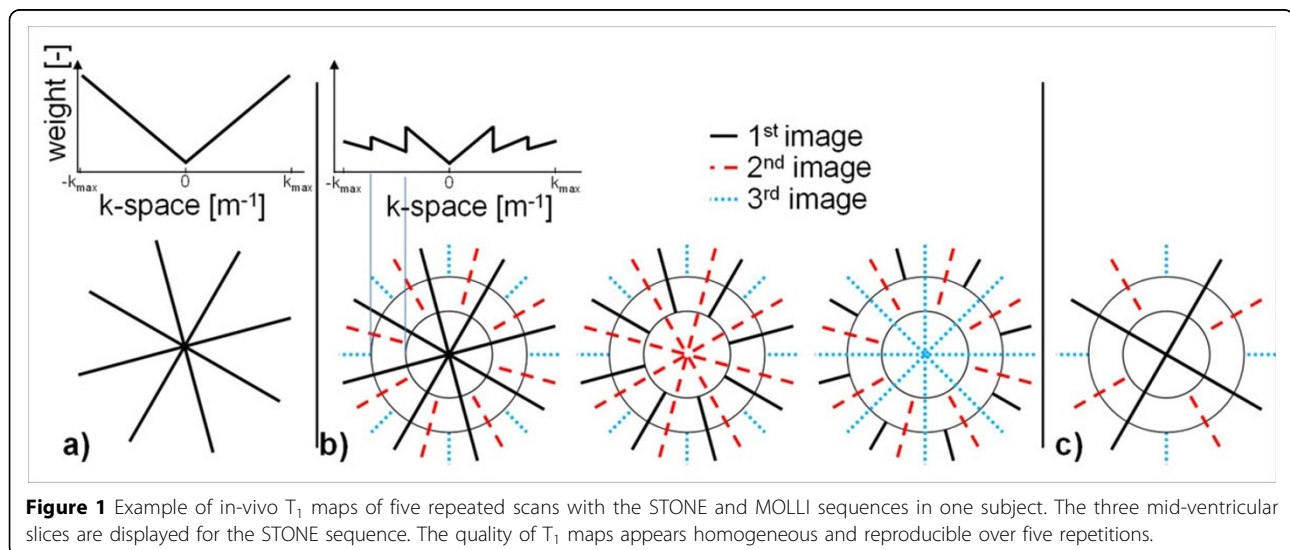 weight [-]
-kmax 0 kmax
k-space [m⁻¹]
-kmax 0 kmax
k-space [m⁻¹]
1st image
2nd image
3rd image
a)
b)
c)
Figure 1 Example of in-vivo T₁ maps of five repeated scans with the STONE and MOLLI sequences in one subject. The three mid-ventricular
slices are displayed for the STONE sequence. The quality of T₁ maps appears homogeneous and reproducible over five repetitions.